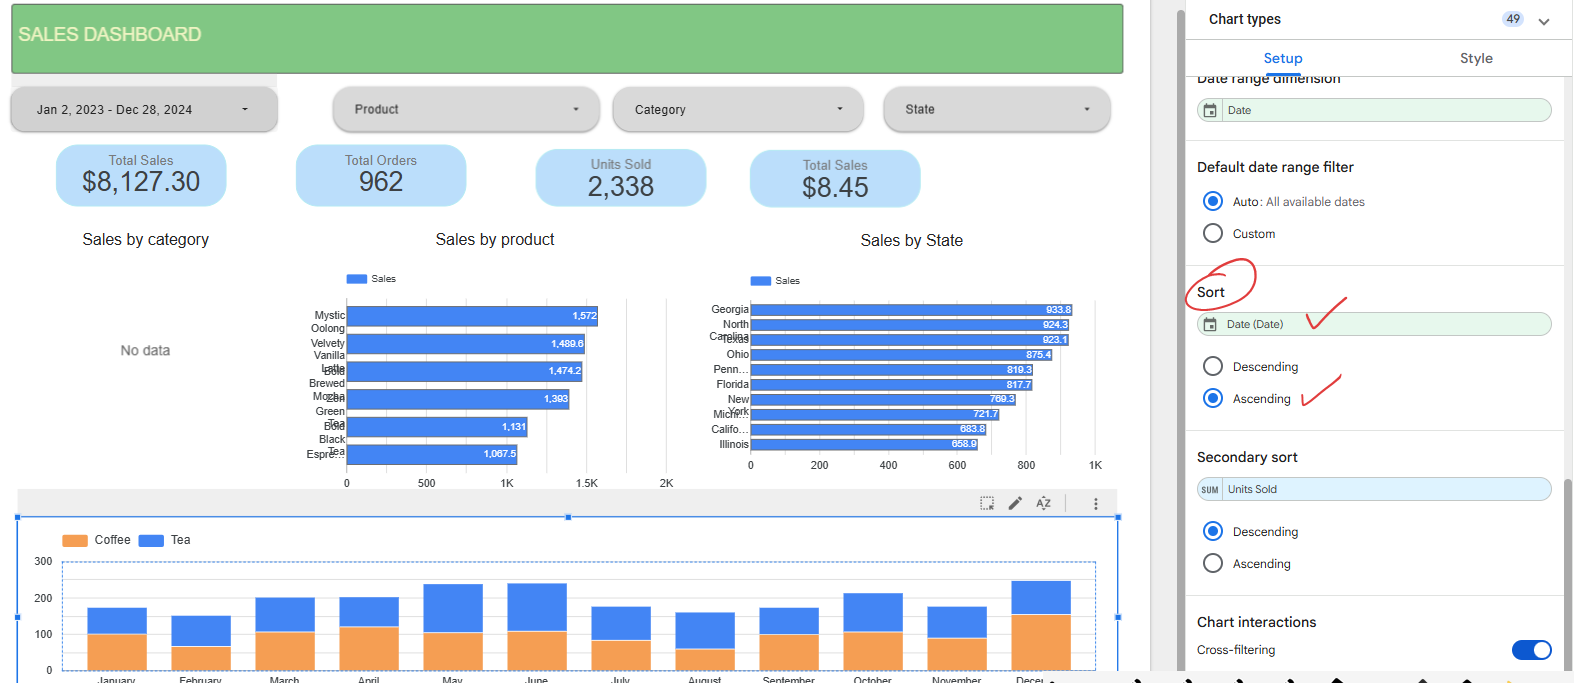 SALES DASHBOARD
Jan 2, 2023 - Dec 28, 2024
Product
Category
State
Total Sales
$8,127.30
Total Orders
962
Units Sold
2,338
Total Sales
$8.45
Sales by category
No data
Sales by product
Sales
Mystic
Oolong
1,572
Velvety
Vanilla
Latte
1,489.6
Bold
Brewed
Mocha
1,474.2
Zen
Green
Tea
1,393
Bold
Black
Tea
1,131
Espre...
1,067.5
0 500 1K 1.5K 2K
Sales by State
Sales
Georgia 933.8
North
Carolina
924.3
Texas 923.1
Ohio 875.4
Penn... 819.3
Florida 817.7
New
York
769.3
Michi... 721.7
Califo... 683.8
Illinois 658.9
0 200 400 600 800 1K
Coffee Tea
300
200
100
0
January February March April May June July August September October November
Chart types 49
Setup Style
Date range dimension
Date
Default date range filter
Auto: All available dates
Custom
Sort
Date (Date)
Descending
Ascending
Secondary sort
SUM Units Sold
Descending
Ascending
Chart interactions
Cross-filtering